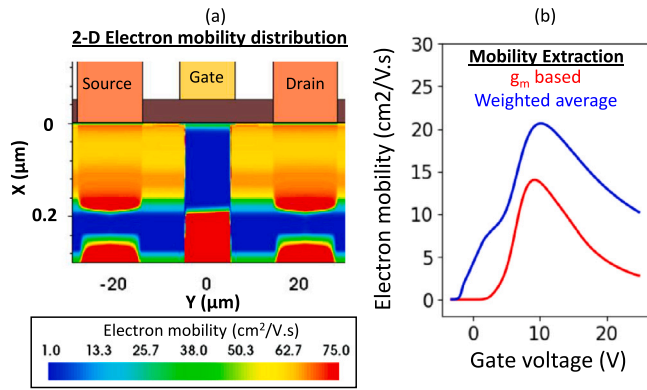 (a)
2-D Electron mobility distribution
Source
Gate
Drain
0
0.2
X (µm)
-20
0
20
Y (µm)
Electron mobility (cm²/V.s)
1.0 13.3 25.7 38.0 50.3 62.7 75.0
(b)
Mobility Extraction
gₘ based
Weighted average
30
25
20
15
10
5
0
Electron mobility (cm2/V.s)
0 10 20
Gate voltage (V)